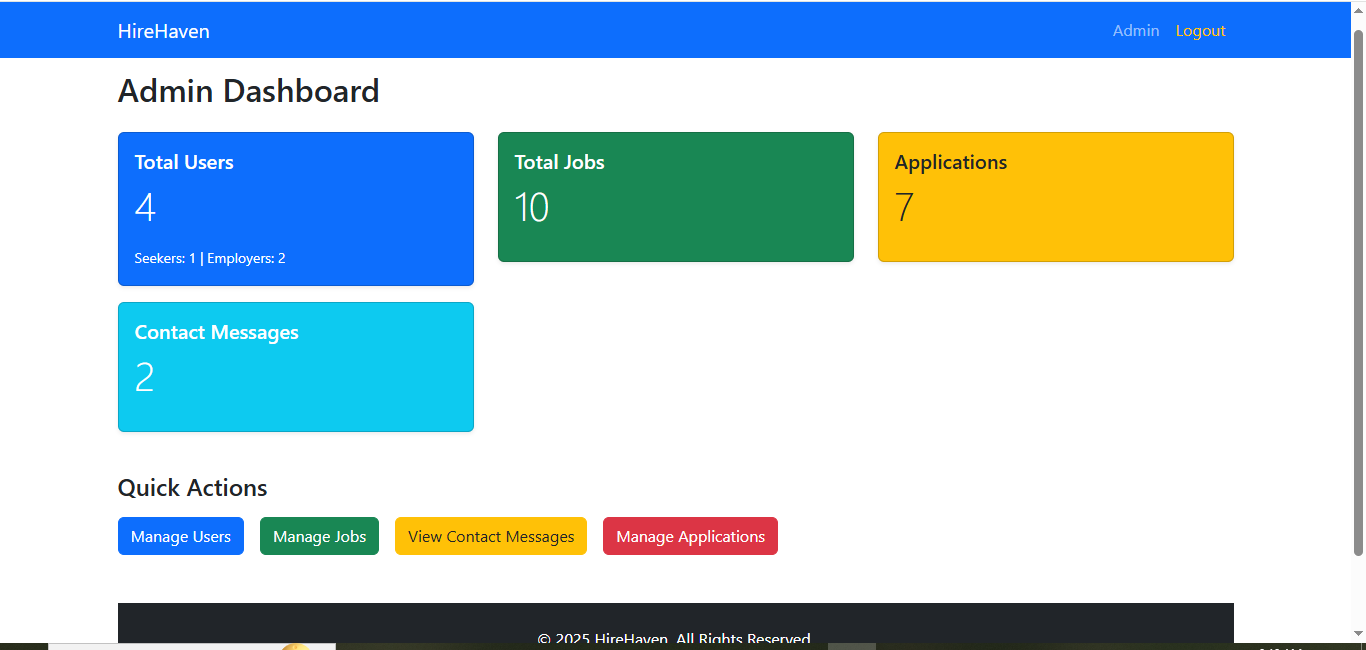 HireHaven
Admin Logout
Admin Dashboard
Total Users
4
Seekers: 1 | Employers: 2
Total Jobs
10
Applications
7
Contact Messages
2
Quick Actions
Manage Users
Manage Jobs
View Contact Messages
Manage Applications
© 2025 HireHaven. All Rights Reserved